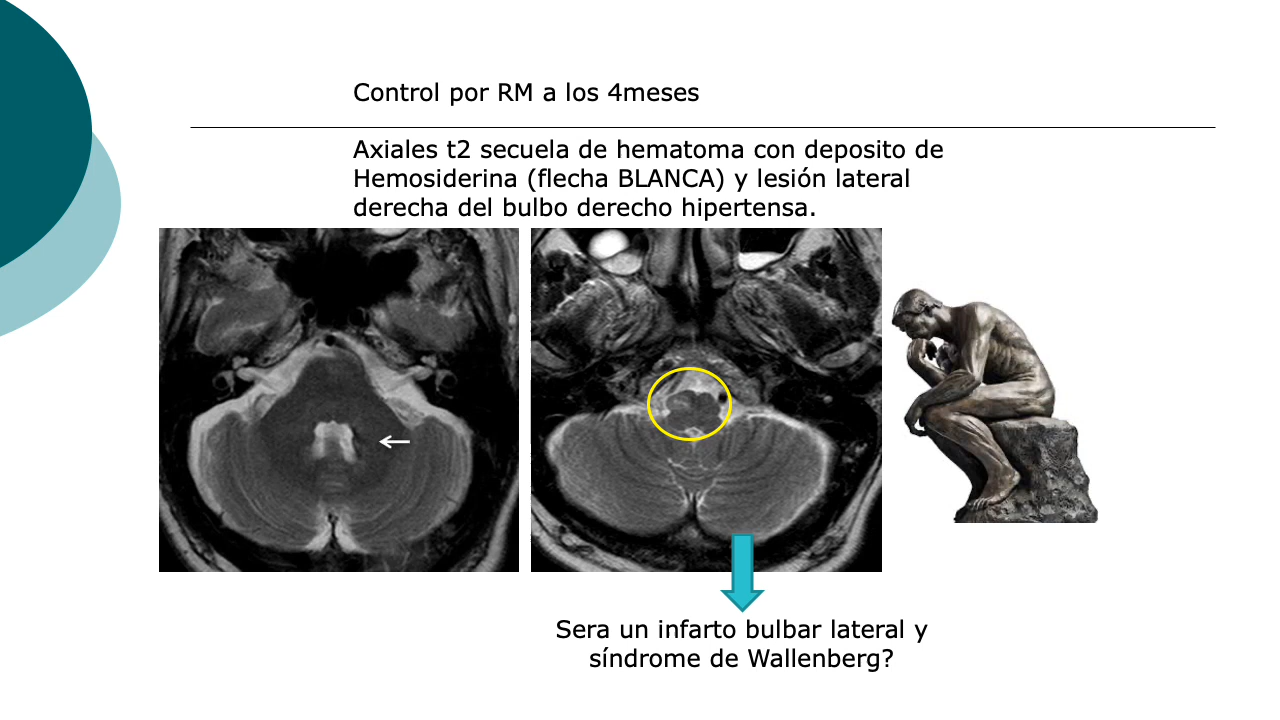 Control por RM a los 4meses
Axiales t2 secuela de hematoma con deposito de
Hemosiderina (flecha BLANCA) y lesión lateral
derecha del bulbo derecho hipertensa.
Sera un infarto bulbar lateral y
síndrome de Wallenberg?